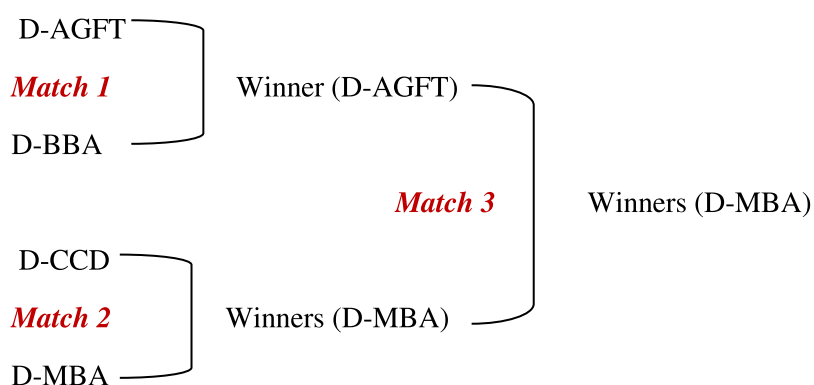 D-AGFT
Match 1
Winner (D-AGFT)
D-BBA
Match 3
Winners (D-MBA)
D-CCD
Match 2
Winners (D-MBA)
D-MBA